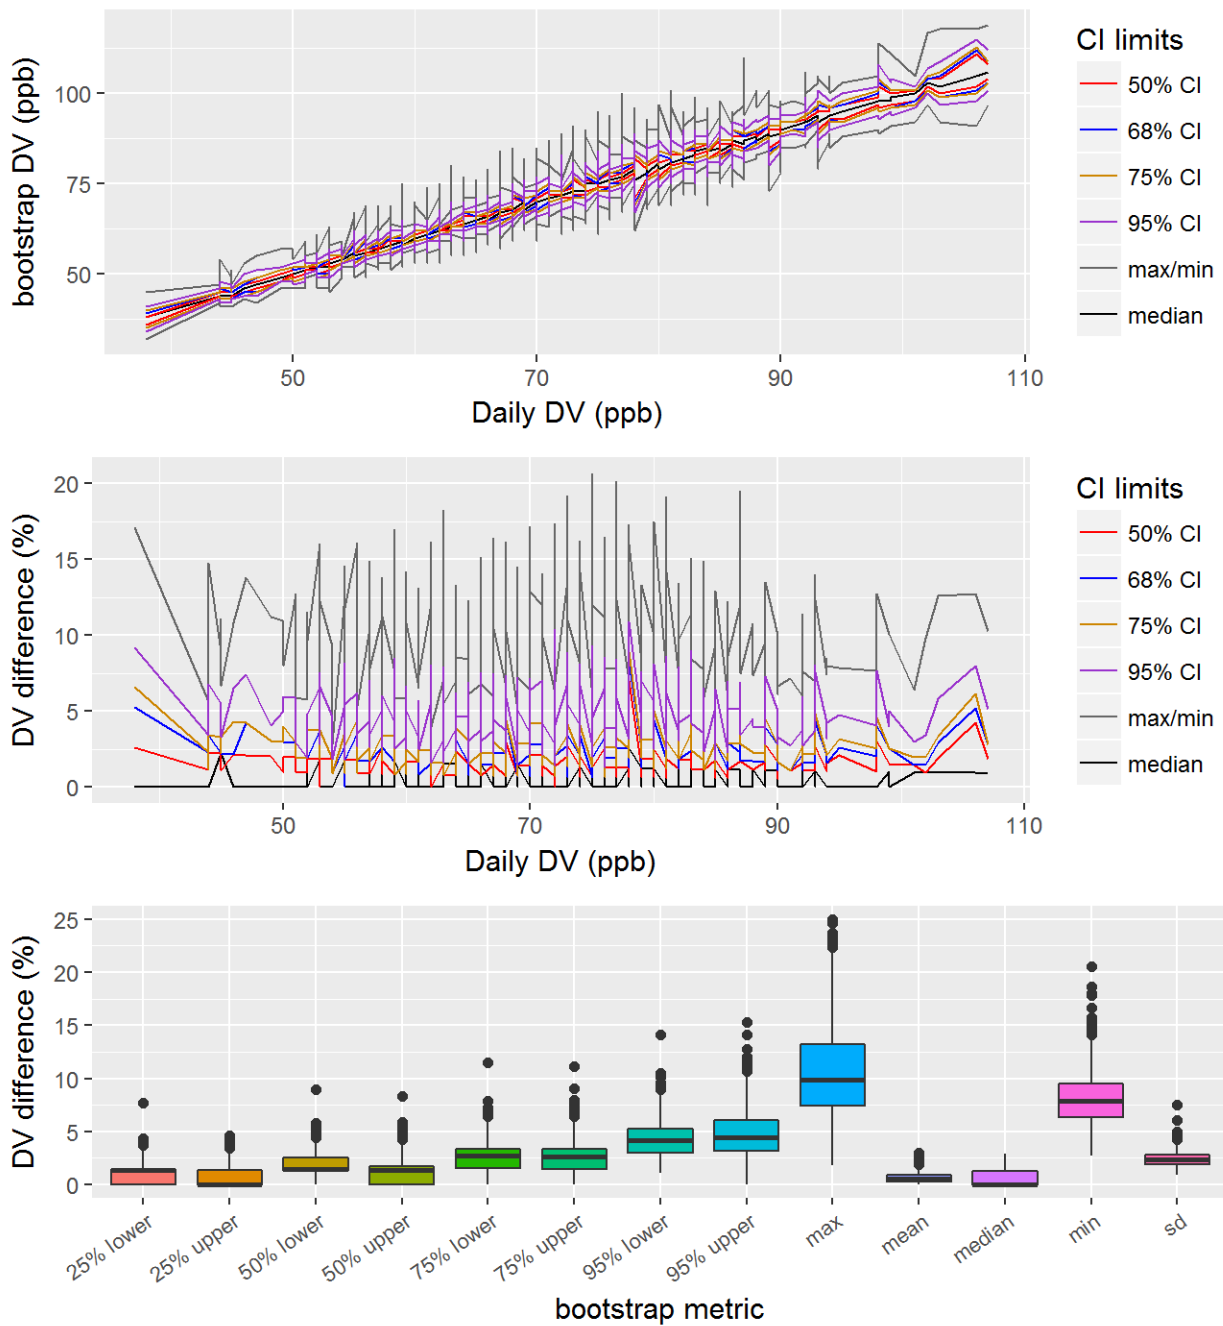 bootstrap DV (ppb)
100
75
50
50
70
90
110
Daily DV (ppb)
CI limits
50% CI
68% CI
75% CI
95% CI
max/min
median
DV difference (%)
20
15
10
5
0
50
70
90
110
Daily DV (ppb)
CI limits
50% CI
68% CI
75% CI
95% CI
max/min
median
DV difference (%)
25
20
15
10
5
0
25% lower
25% upper
50% lower
50% upper
75% lower
75% upper
95% lower
95% upper
max
mean
median
min
sd
bootstrap metric